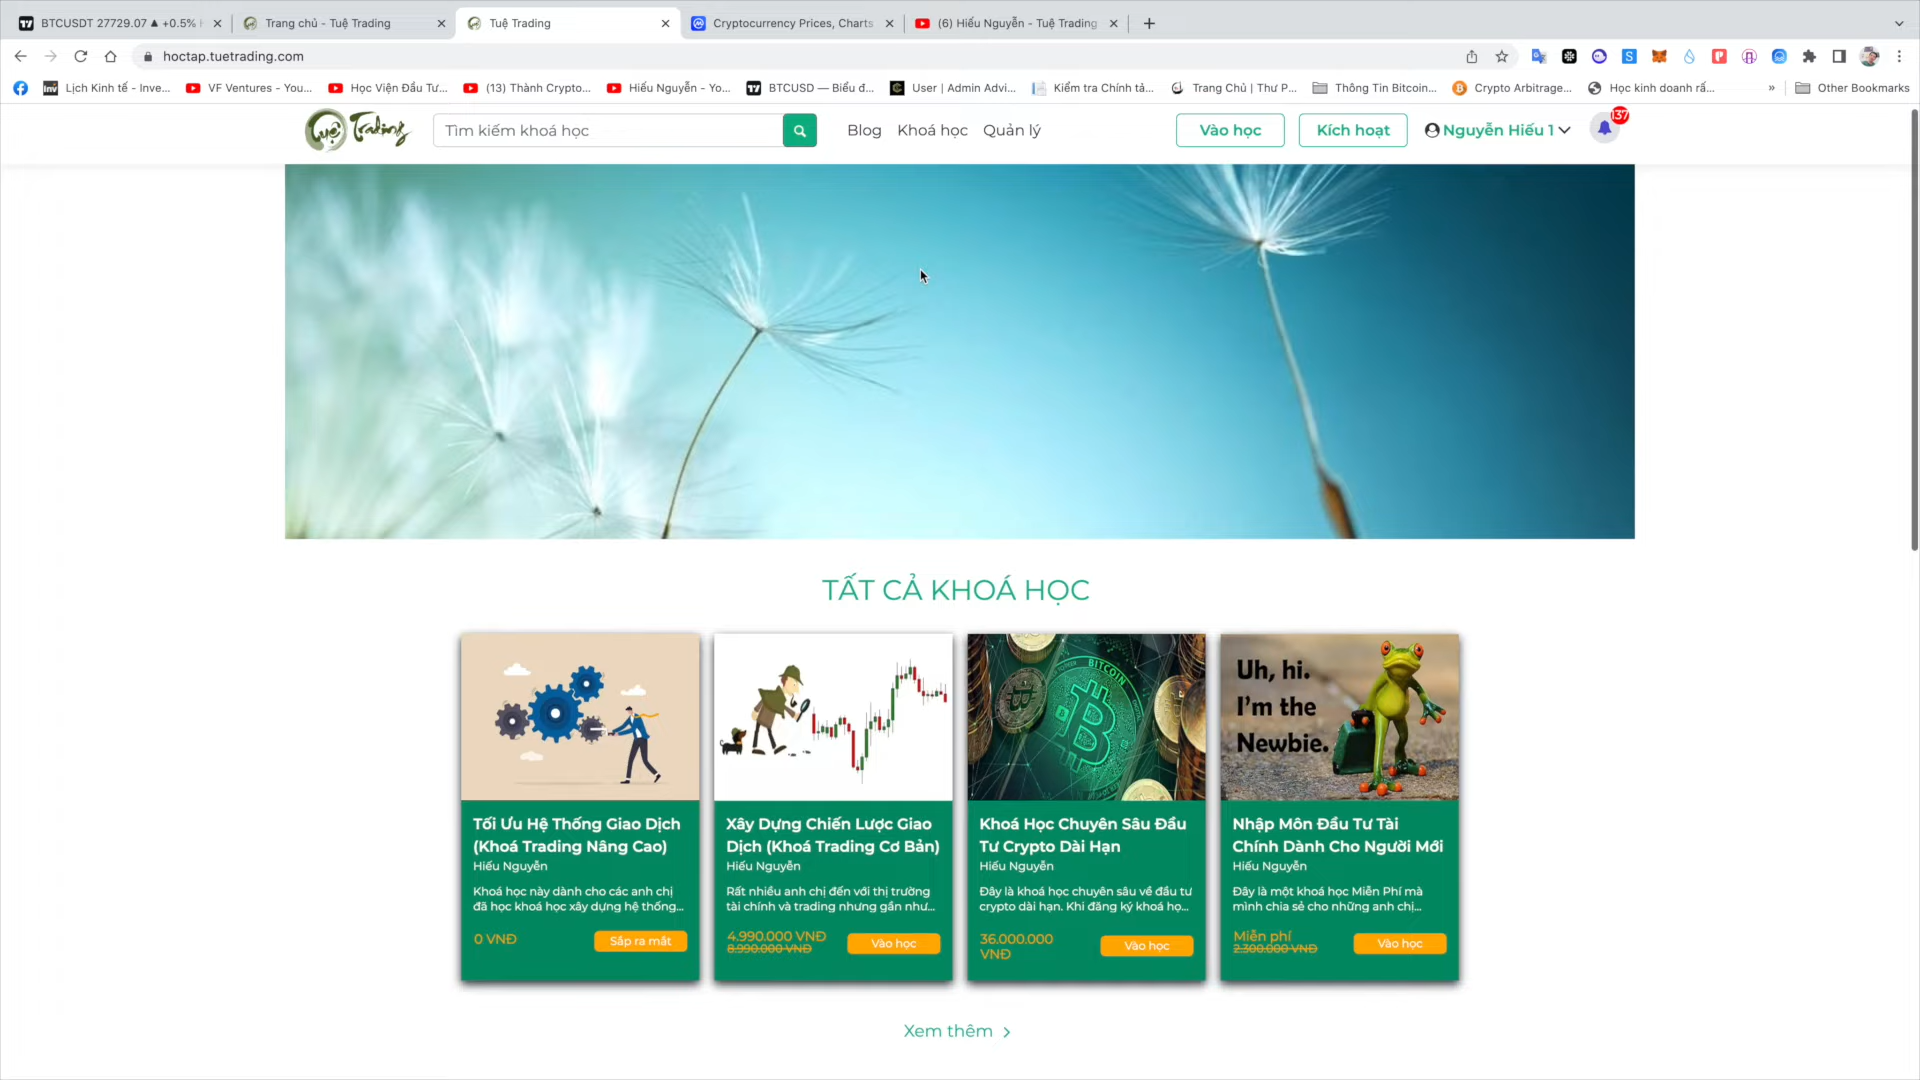 BTCUSDT 27729.07 ▲ +0.5%
Trang chủ - Tuệ Trading
Tuệ Trading
Cryptocurrency Prices, Charts
(6) Hiếu Nguyễn - Tuệ Trading
hoctap.tuetrading.com
Lịch Kinh tế - Inve...
VF Ventures - You...
Học Viện Đầu Tư...
(13) Thành Crypto...
Hiếu Nguyễn - Yo...
BTCUSD — Biểu đ...
User | Admin Advi...
Kiểm tra Chính tả...
Trang Chủ | Thư P...
Thông Tin Bitcoin...
Crypto Arbitrage...
Học kinh doanh rấ...
»
Other Bookmarks
Tuệ Trading
Tìm kiếm khoá học
Blog
Khoá học
Quản lý
Vào học
Kích hoạt
Nguyễn Hiếu 1
137
TẤT CẢ KHOÁ HỌC
BITCOIN
Uh, hi.
I'm the
Newbie.
Tối Ưu Hệ Thống Giao Dịch
(Khoá Trading Nâng Cao)
Hiếu Nguyễn
Khoá học này dành cho các anh chị
đã học khoá học xây dựng hệ thống...
0 VNĐ
Sắp ra mắt
Xây Dựng Chiến Lược Giao
Dịch (Khoá Trading Cơ Bản)
Hiếu Nguyễn
Rất nhiều anh chị đến với thị trường
tài chính và trading nhưng gần như...
4.990.000 VNĐ
8.990.000 VNĐ
Vào học
Khoá Học Chuyên Sâu Đầu
Tư Crypto Dài Hạn
Hiếu Nguyễn
Đây là khoá học chuyên sâu về đầu tư
crypto dài hạn. Khi đăng ký khoá họ...
36.000.000
VNĐ
Vào học
Nhập Môn Đầu Tư Tài
Chính Dành Cho Người Mới
Hiếu Nguyễn
Đây là một khoá học Miễn Phí mà
mình chia sẻ cho những anh chị...
Miễn phí
2.300.000 VNĐ
Vào học
Xem thêm